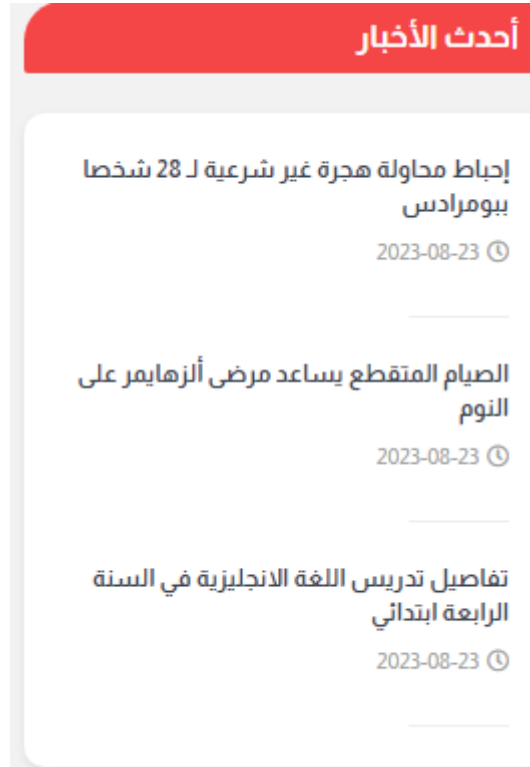 أحدث الأخبار
إحباط محاولة هجرة غير شرعية لـ 28 شخصا
ببومرادس
2023-08-23
الصيام المتقطع يساعد مرضى ألزهايمر على
النوم
2023-08-23
تفاصيل تدريس اللغة الانجليزية في السنة
الرابعة ابتدائي
2023-08-23